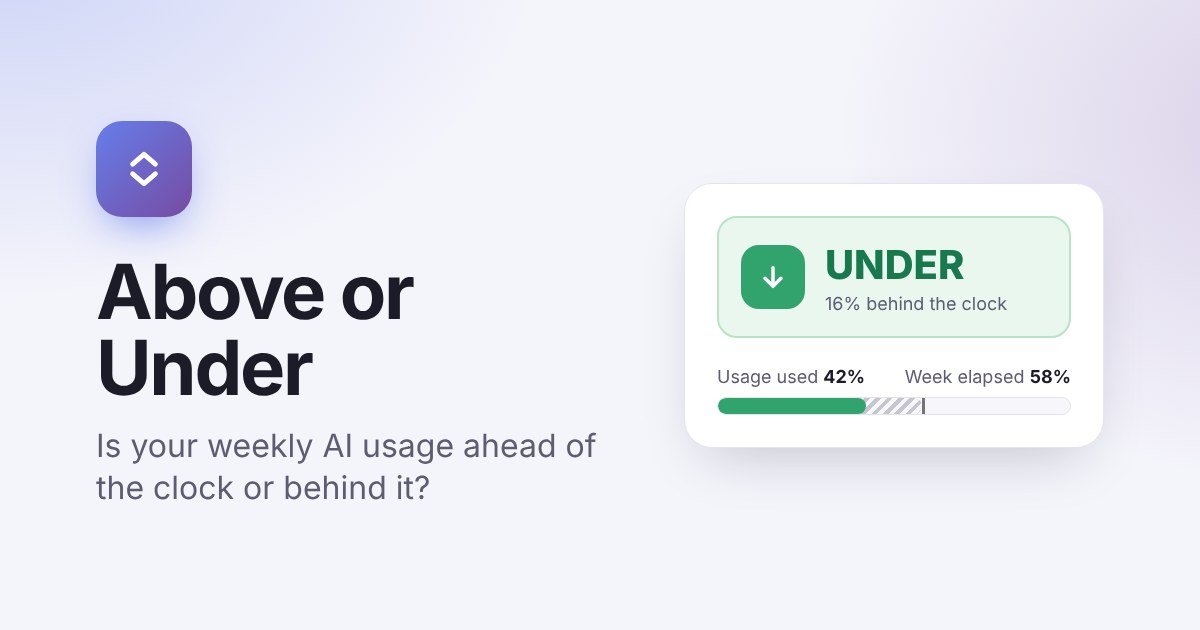 Above or
Under
Is your weekly AI usage ahead of
the clock or behind it?
UNDER
16% behind the clock
Usage used 42% Week elapsed 58%